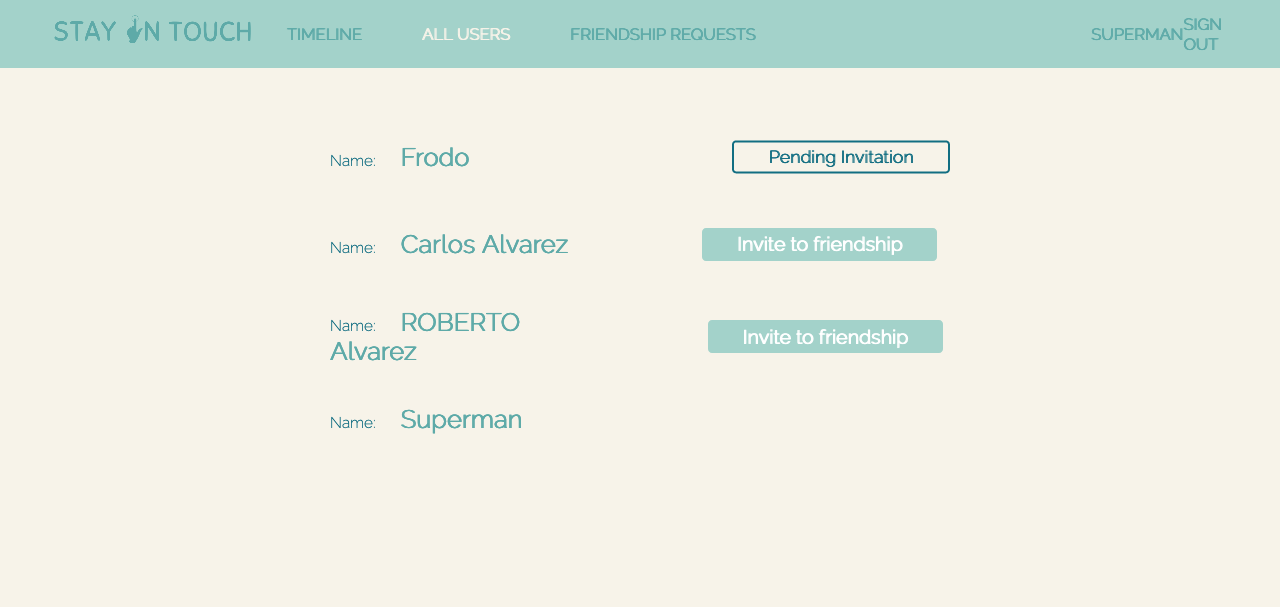 STAY IN TOUCH TIMELINE ALL USERS FRIENDSHIP REQUESTS SUPERMAN SIGN OUT
Name: Frodo Pending Invitation
Name: Carlos Alvarez Invite to friendship
Name: ROBERTO
Alvarez Invite to friendship
Name: Superman